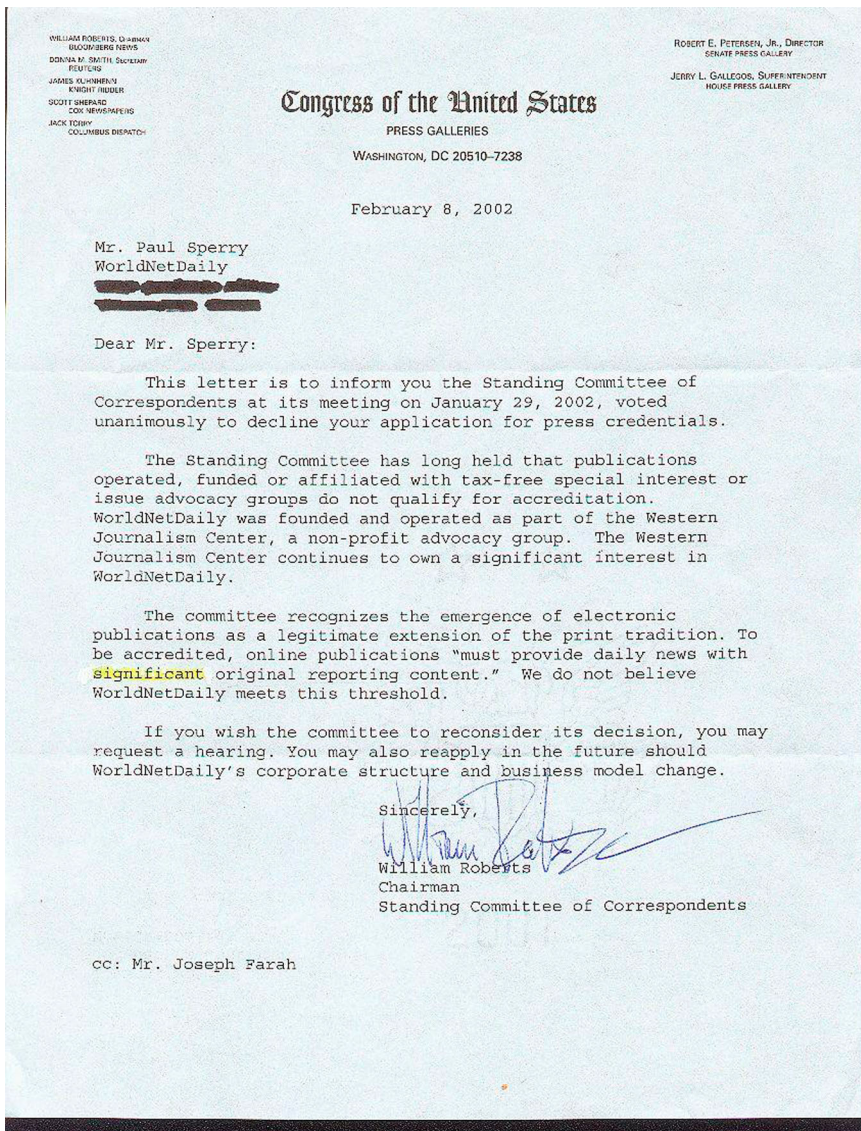 WILLIAM ROBERTS, CHAIRMAN
BLOOMBERG NEWS
DONNA M. SMITH, SECRETARY
REUTERS
JAMES KUHNHENN
KNIGHT RIDDER
SCOTT SHEPARD
COX NEWSPAPERS
JACK TORRY
COLUMBUS DISPATCH
ROBERT E. PETERSEN, JR., DIRECTOR
SENATE PRESS GALLERY
JERRY L. GALLEGOS, SUPERINTENDENT
HOUSE PRESS GALLERY
Congress of the United States
PRESS GALLERIES
WASHINGTON, DC 20510–7238
February 8, 2002
Mr. Paul Sperry
WorldNetDaily
Dear Mr. Sperry:
This letter is to inform you the Standing Committee of
Correspondents at its meeting on January 29, 2002, voted
unanimously to decline your application for press credentials.
The Standing Committee has long held that publications
operated, funded or affiliated with tax-free special interest or
issue advocacy groups do not qualify for accreditation.
WorldNetDaily was founded and operated as part of the Western
Journalism Center, a non-profit advocacy group. The Western
Journalism Center continues to own a significant interest in
WorldNetDaily.
The committee recognizes the emergence of electronic
publications as a legitimate extension of the print tradition. To
be accredited, online publications “must provide daily news with
significant original reporting content.” We do not believe
WorldNetDaily meets this threshold.
If you wish the committee to reconsider its decision, you may
request a hearing. You may also reapply in the future should
WorldNetDaily’s corporate structure and business model change.
Sincerely,
William Roberts
William Roberts
Chairman
Standing Committee of Correspondents
cc: Mr. Joseph Farah